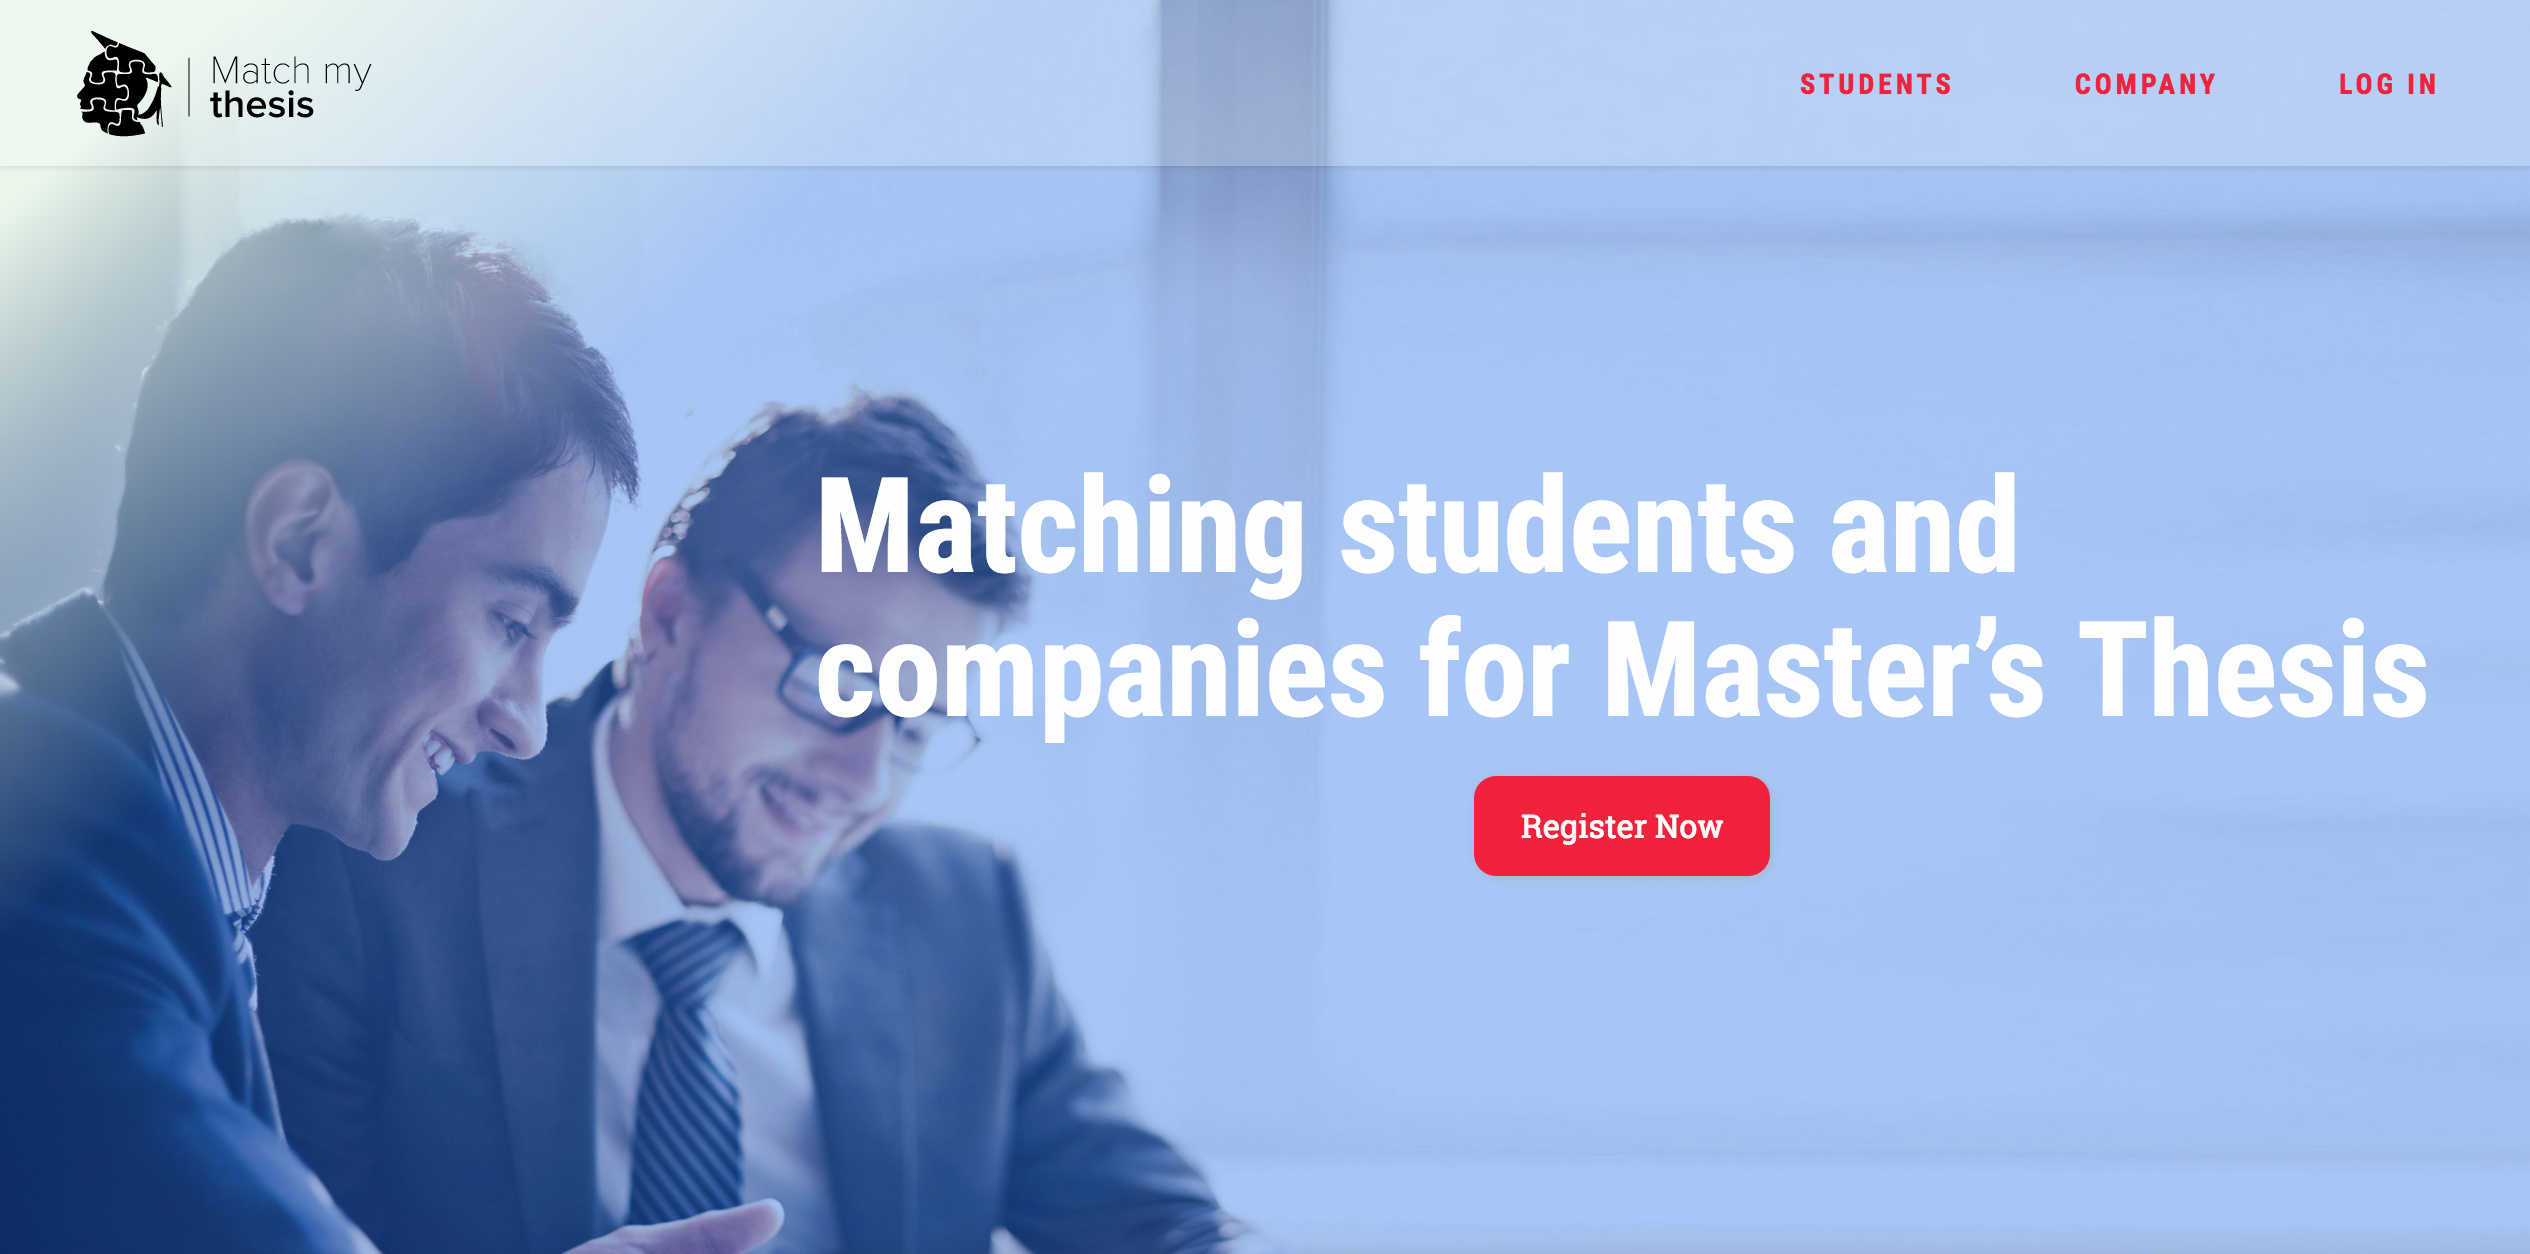 Match my
thesis
STUDENTS
COMPANY
LOG IN
Matching students and
companies for Master’s Thesis
Register Now